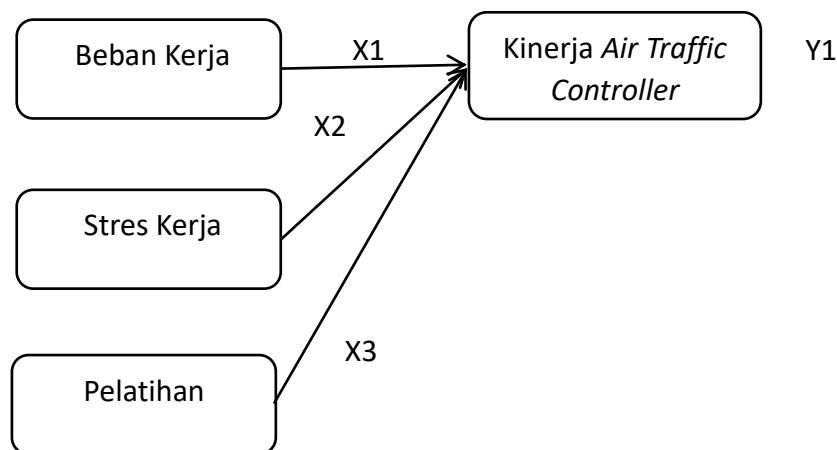 Beban Kerja
X1
Kinerja Air Traffic
Controller
Y1
X2
Stres Kerja
X3
Pelatihan